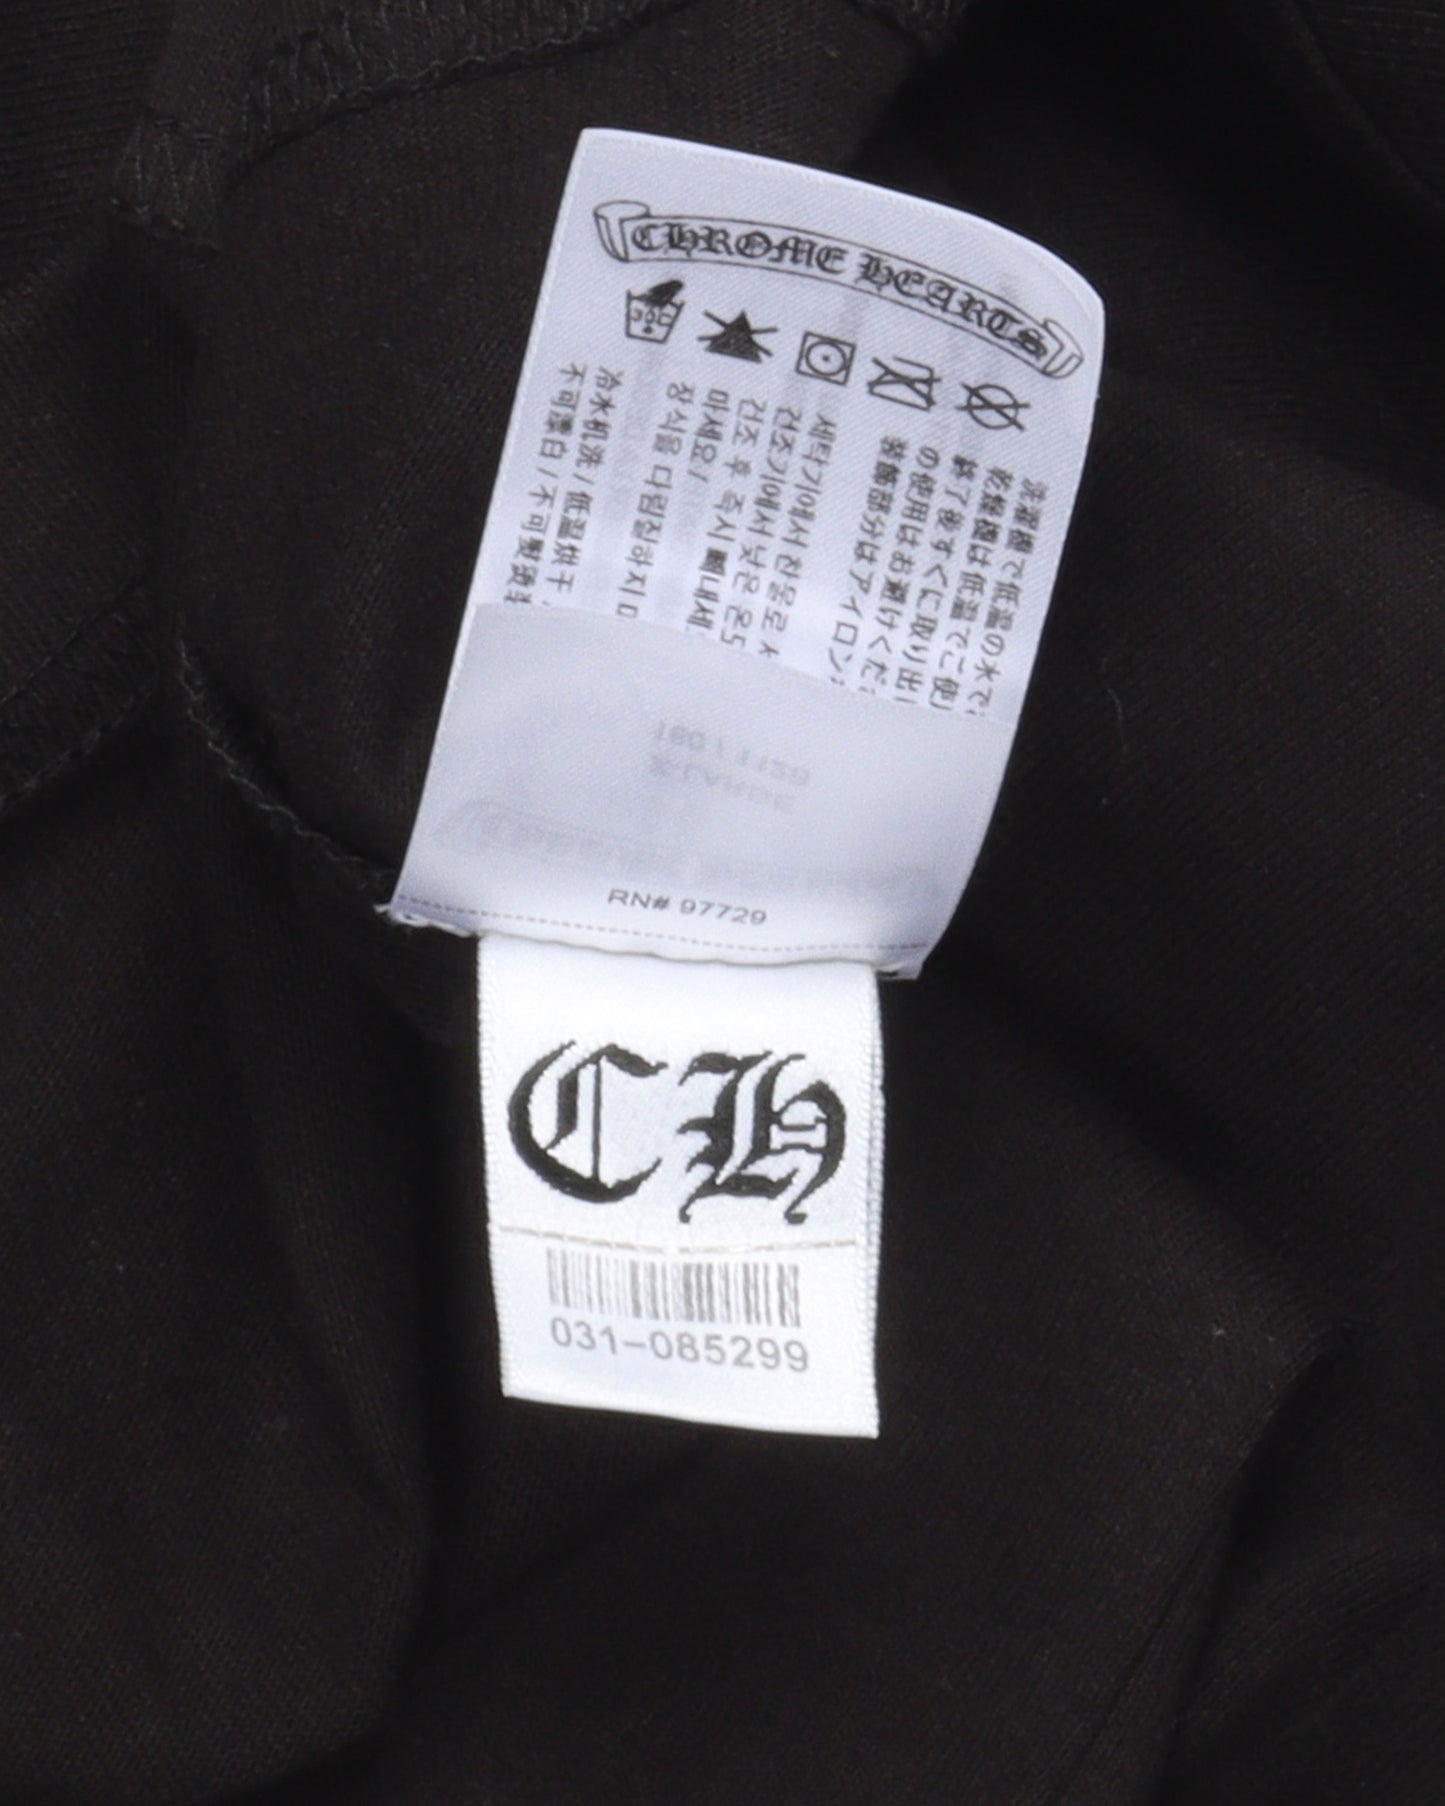 CHROME HEARTS
30C
洗濯機で低温の水で
乾燥機は低温でご使
終了後すぐに取り出し
の使用はお避けくださ
装飾部分はアイロン
세탁기에서 찬물로
건조기에서 낮은 온도
건조 후 즉시 빼내세
마세요 /
장식을 다림질하지
冷水机洗 / 低温烘干
不可漂白 / 不可熨烫
RN# 97729
CH
031-085299